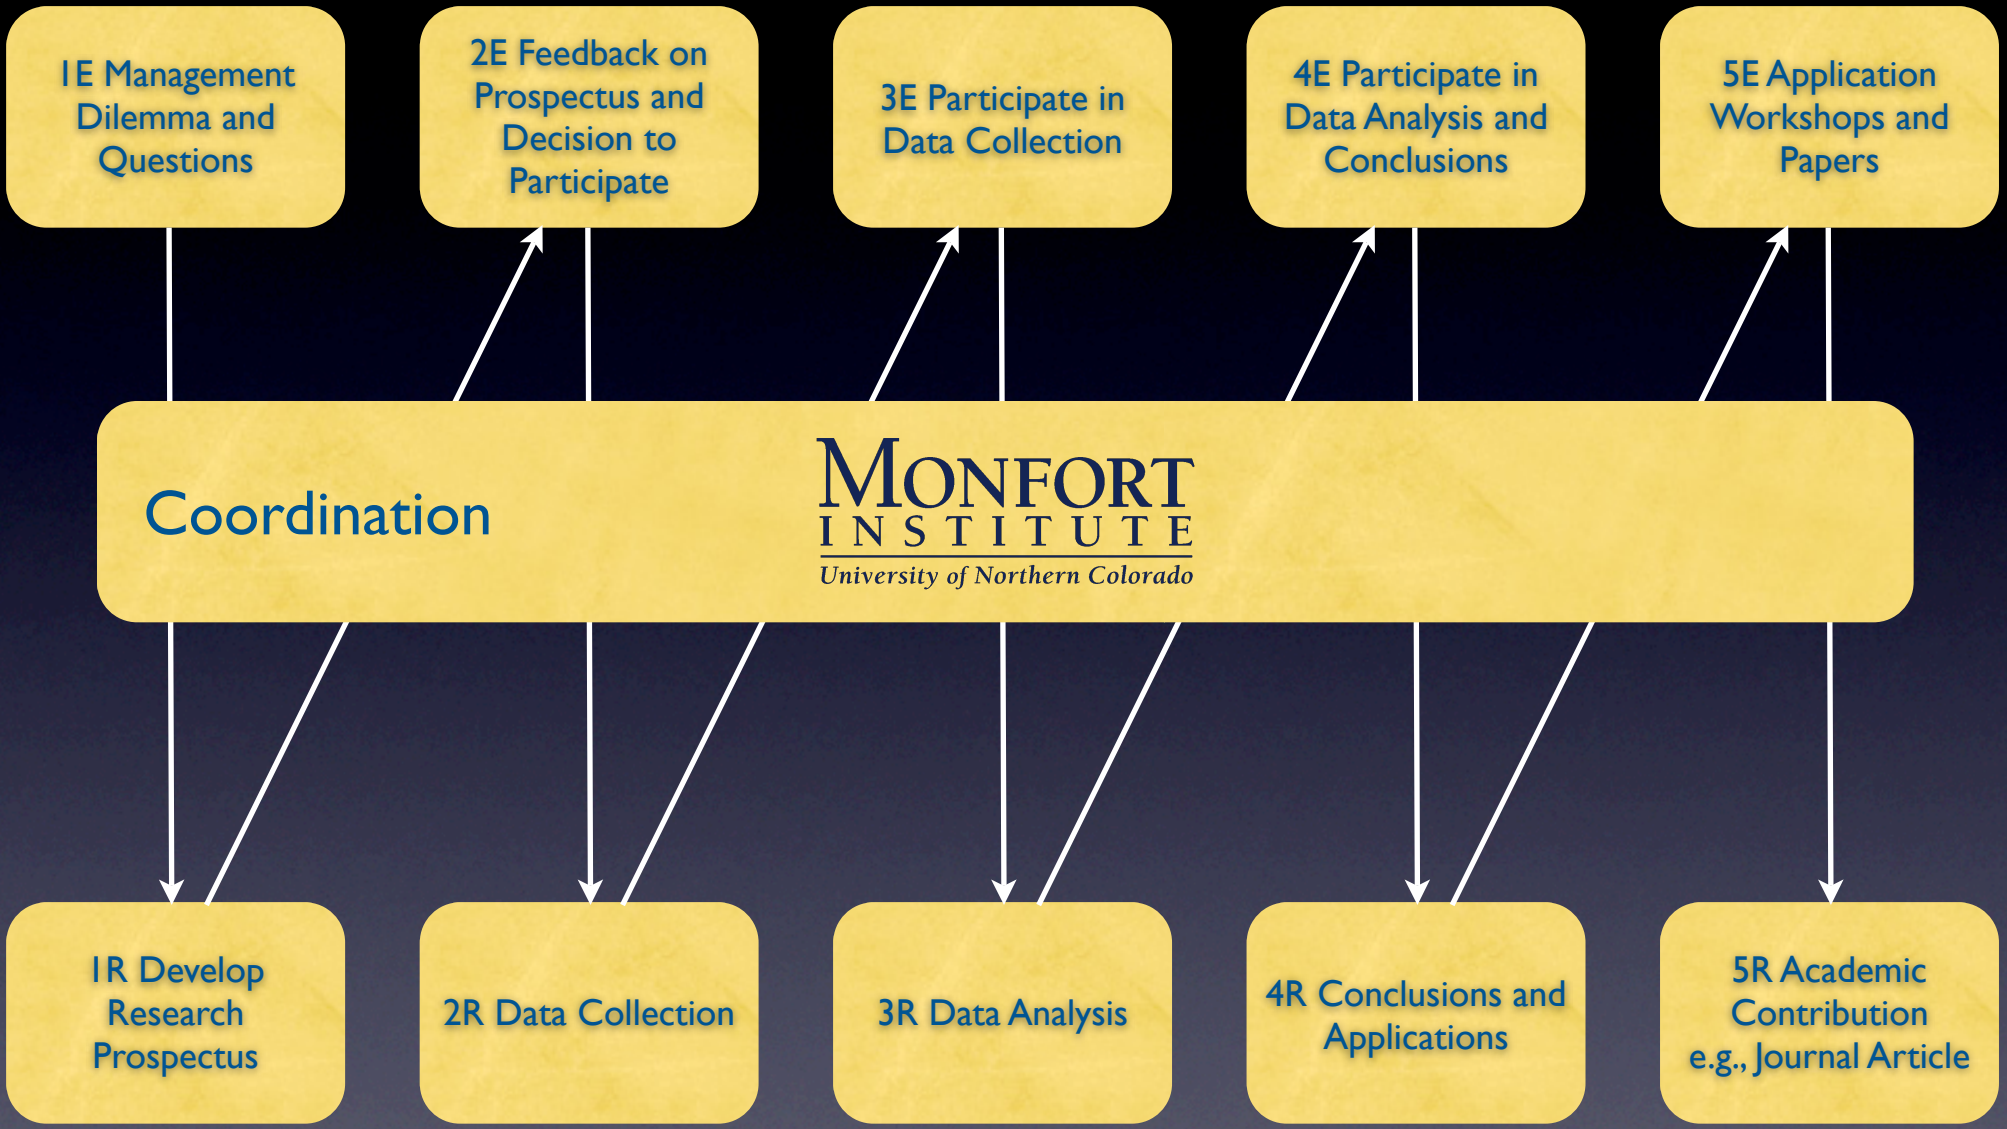 1E Management
Dilemma and
Questions
2E Feedback on
Prospectus and
Decision to
Participate
3E Participate in
Data Collection
4E Participate in
Data Analysis and
Conclusions
5E Application
Workshops and
Papers
Coordination
MONFORT
INSTITUTE
University of Northern Colorado
1R Develop
Research
Prospectus
2R Data Collection
3R Data Analysis
4R Conclusions and
Applications
5R Academic
Contribution
e.g., Journal Article